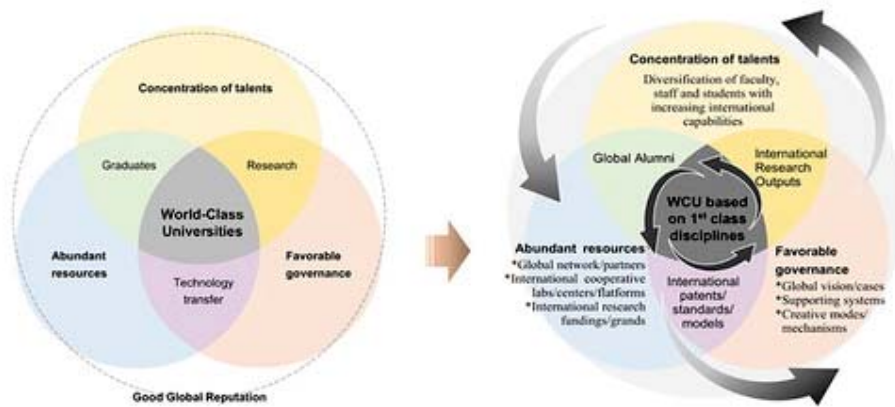 Concentration of talents
Graduates
Research
World-Class
Universities
Abundant
resources
Favorable
governance
Technology
transfer
Good Global Reputation
Concentration of talents
Diversification of faculty,
staff and students with
increasing international
capabilities
Global Alumni
International
Research
Outputs
WCU based
on 1st class
disciplines
Abundant resources
*Global network/partners
*International cooperative
labs/centers/flatforms
*International research
fundings/grands
International
patents/
standards/
models
Favorable
governance
*Global vision/cases
*Supporting systems
*Creative modes/
mechanisms